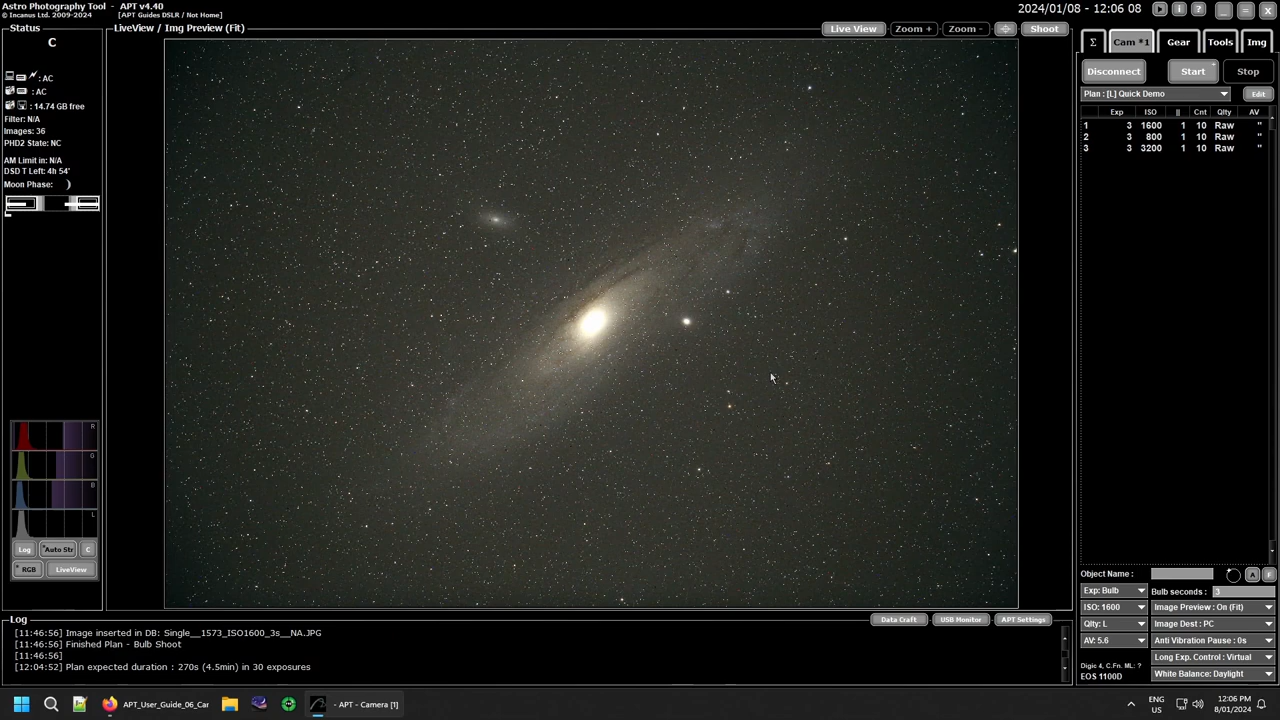 Astro Photography Tool - APT v4.40
© Incanus Ltd. 2009-2024 [APT Guides DSLR / Not Home]
2024/01/08 - 12:06 08
Status
C
: AC
: AC
: 14.74 GB free
Filter: N/A
Images: 36
PHD2 State: NC
AM Limit in: N/A
DSD T Left: 4h 54'
Moon Phase:
R
G
B
L
Log
Auto Str
C
RGB
LiveView
LiveView / Img Preview (Fit)
Live View
Zoom +
Zoom -
Shoot
Σ
Cam *1
Gear
Tools
Img
Disconnect
Start
Stop
Plan : [L] Quick Demo
Edit
Exp ISO || Cnt Qlty AV
1 3 1600 1 10 Raw "
2 3 800 1 10 Raw "
3 3 3200 1 10 Raw "
Object Name :
A
F
Exp: Bulb
Bulb seconds : 3
ISO: 1600
Image Preview : On (Fit)
Qlty: L
Image Dest : PC
AV: 5.6
Anti Vibration Pause : 0s
Long Exp. Control : Virtual
Digic 4, C.Fn. ML: ?
EOS 1100D
White Balance: Daylight
Log
Data Craft
USB Monitor
APT Settings
[11:46:56] Image inserted in DB: Single__1573_ISO1600_3s__NA.JPG
[11:46:56] Finished Plan - Bulb Shoot
[11:46:56]
[12:04:52] Plan expected duration : 270s (4.5min) in 30 exposures
APT_User_Guide_06_Car
- APT - Camera [1]
ENG
US
12:06 PM
8/01/2024